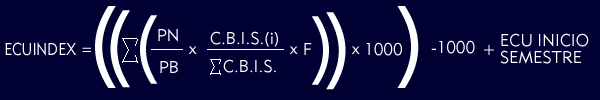 ECUINDEX = (((∑(PN/PB x C.B.I.S.(i)/∑C.B.I.S. x F)) x 1000) -1000 + ECU INICIO
SEMESTRE